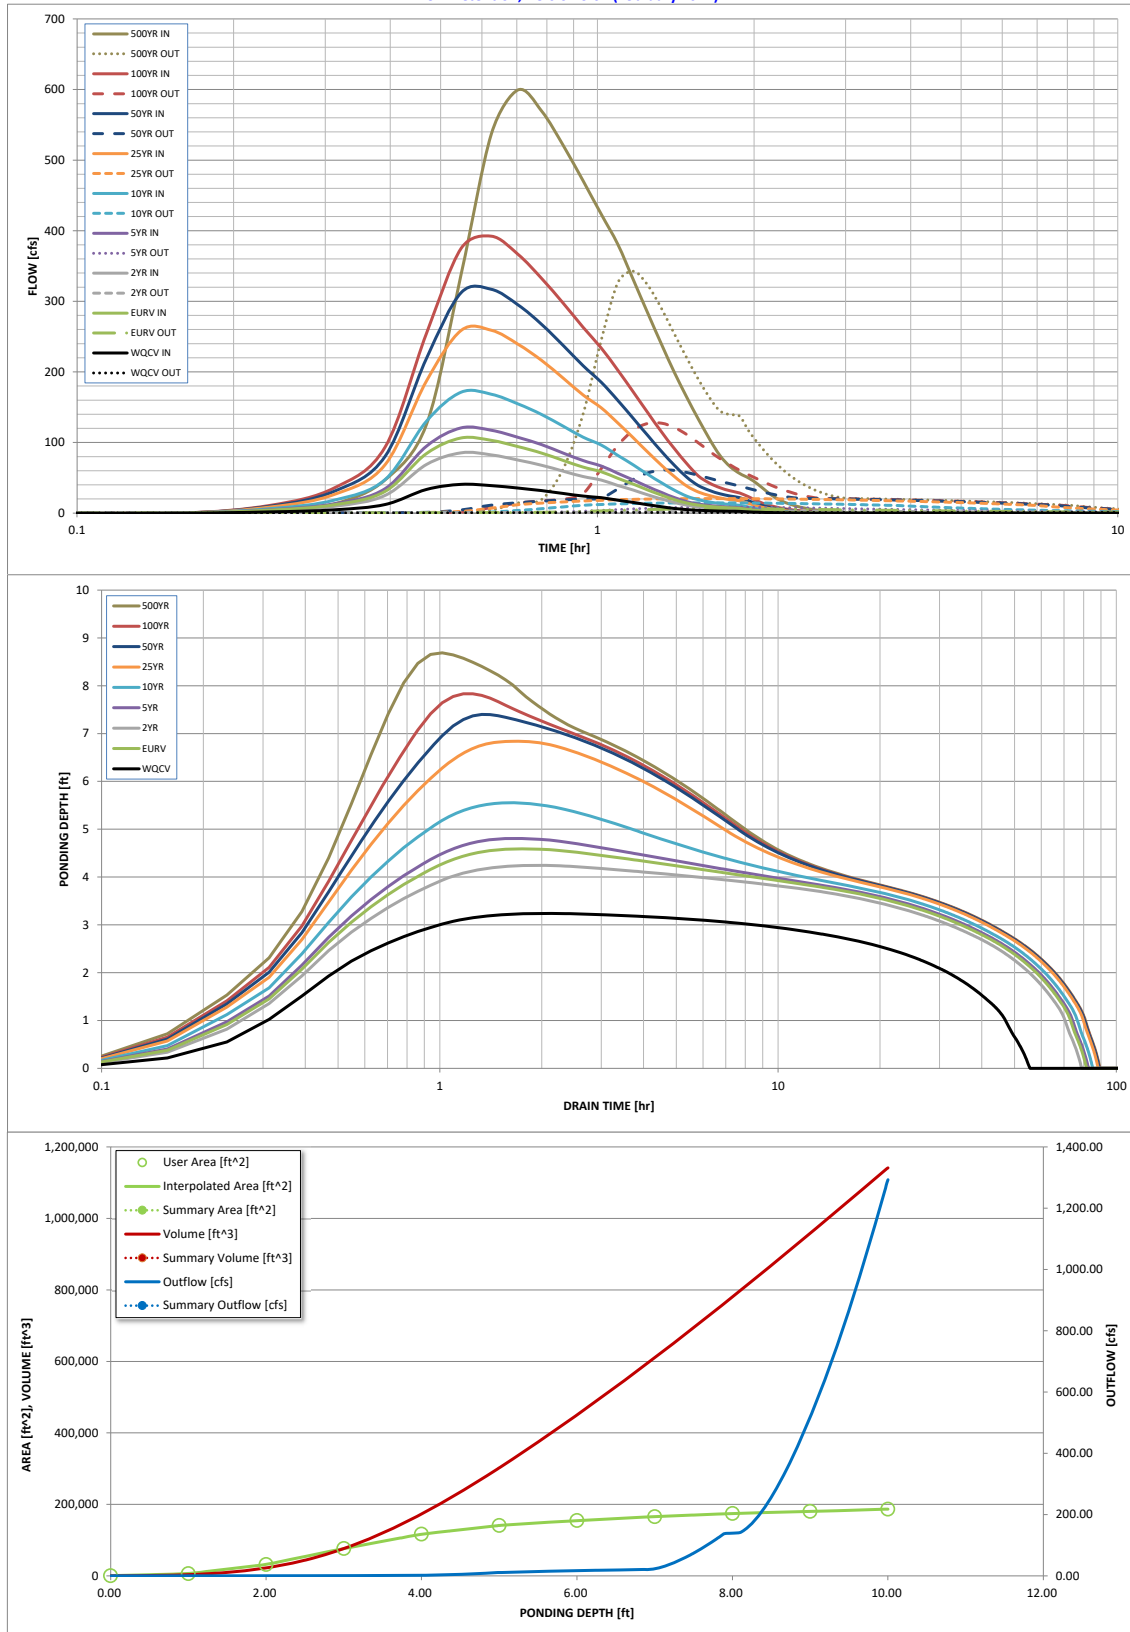 700
600
500
400
300
200
100
0
FLOW [cfs]
500YR IN
500YR OUT
100YR IN
100YR OUT
50YR IN
50YR OUT
25YR IN
25YR OUT
10YR IN
10YR OUT
5YR IN
5YR OUT
2YR IN
2YR OUT
EURV IN
EURV OUT
WQCV IN
WQCV OUT
0.1
1
10
TIME [hr]
10
9
8
7
6
5
4
3
2
1
0
PONDING DEPTH [ft]
500YR
100YR
50YR
25YR
10YR
5YR
2YR
EURV
WQCV
0.1
1
10
100
DRAIN TIME [hr]
1,200,000
1,000,000
800,000
600,000
400,000
200,000
0
AREA [ft^2], VOLUME [ft^3]
User Area [ft^2]
Interpolated Area [ft^2]
Summary Area [ft^2]
Volume [ft^3]
Summary Volume [ft^3]
Outflow [cfs]
Summary Outflow [cfs]
1,400.00
1,200.00
1,000.00
800.00
600.00
400.00
200.00
0.00
OUTFLOW [cfs]
0.00
2.00
4.00
6.00
8.00
10.00
12.00
PONDING DEPTH [ft]